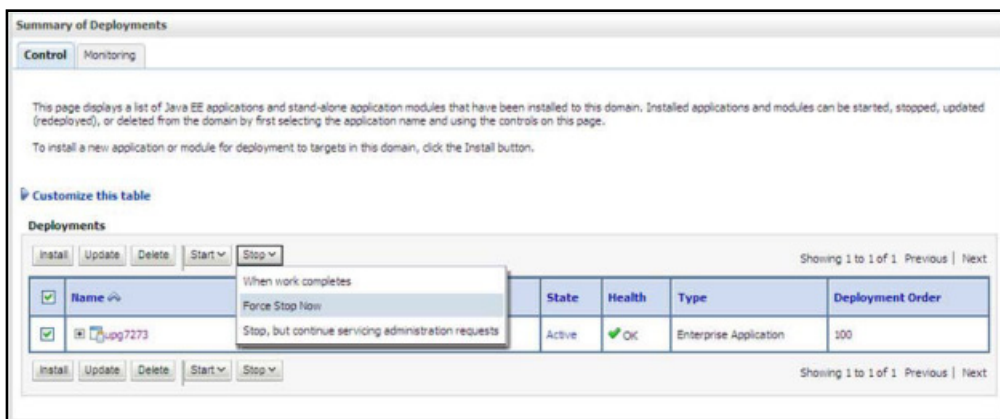 Summary of Deployments
Control Monitoring
This page displays a list of Java EE applications and stand-alone application modules that have been installed to this domain. Installed applications and modules can be started, stopped, updated
(redeployed), or deleted from the domain by first selecting the application name and using the controls on this page.
To install a new application or module for deployment to targets in this domain, click the Install button.
Customize this table
Deployments
Install Update Delete Start Stop Showing 1 to 1 of 1 Previous | Next
When work completes
Force Stop Now
Stop, but continue servicing administration requests
Name State Health Type Deployment Order
upg7273 Active OK Enterprise Application 100
Install Update Delete Start Stop Showing 1 to 1 of 1 Previous | Next